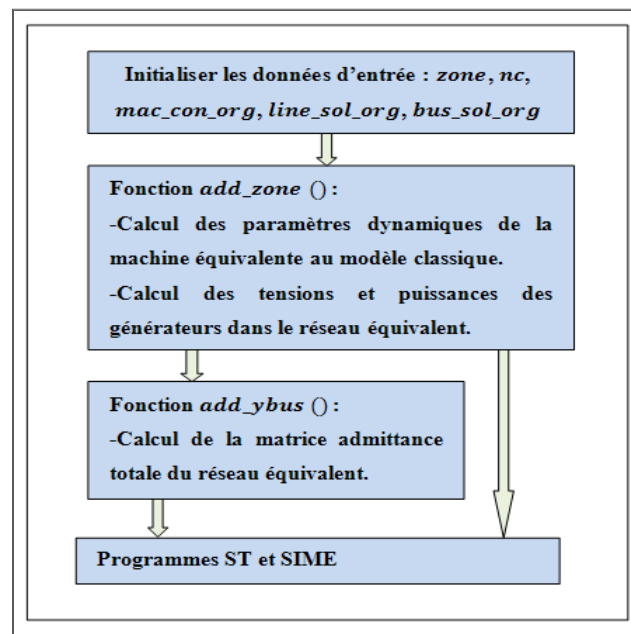 Initialiser les données d’entrée : zone, nc,
mac_con_org, line_sol_org, bus_sol_org
Fonction add_zone () :
-Calcul des paramètres dynamiques de la
machine équivalente au modèle classique.
-Calcul des tensions et puissances des
générateurs dans le réseau équivalent.
Fonction add_ybus () :
-Calcul de la matrice admittance
totale du réseau équivalent.
Programmes ST et SIME